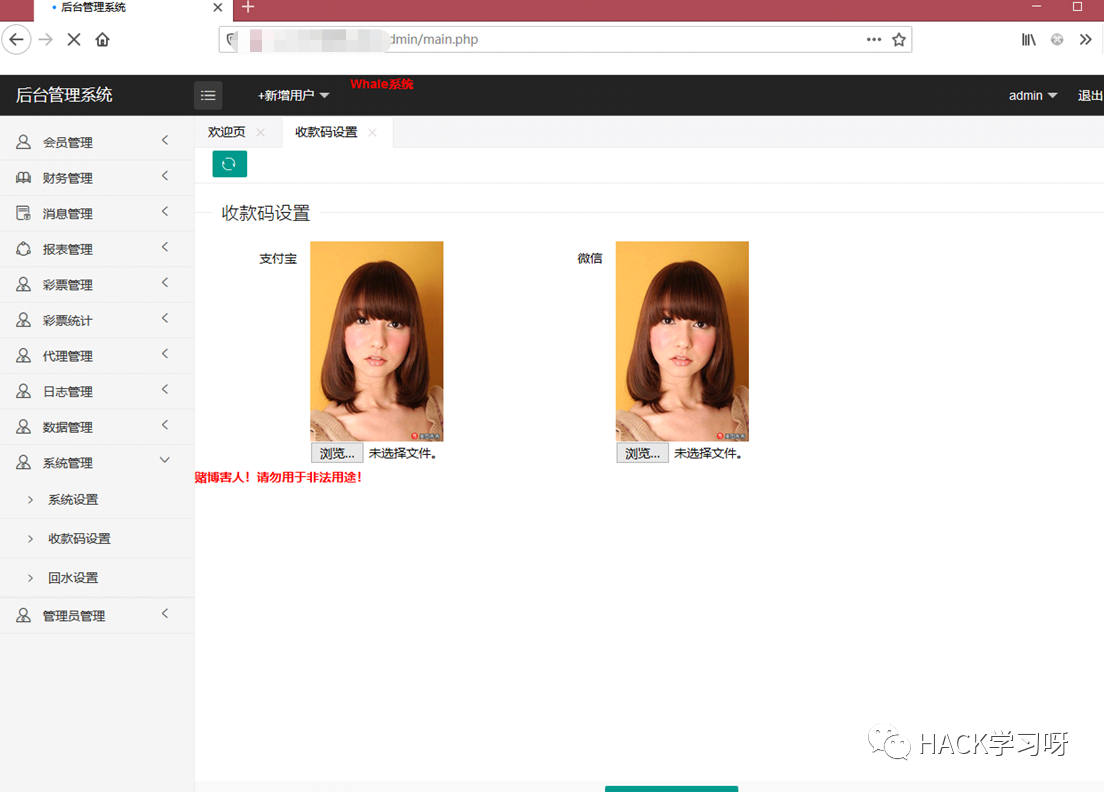 后台管理系统
dmin/main.php
后台管理系统
+新增用户
Whale系统
admin
退出
会员管理
财务管理
消息管理
报表管理
彩票管理
彩票统计
代理管理
日志管理
数据管理
系统管理
系统设置
收款码设置
回水设置
管理员管理
欢迎页
收款码设置
收款码设置
支付宝
微信
浏览... 未选择文件。
浏览... 未选择文件。
赌博害人！请勿用于非法用途！
HACK学习呀